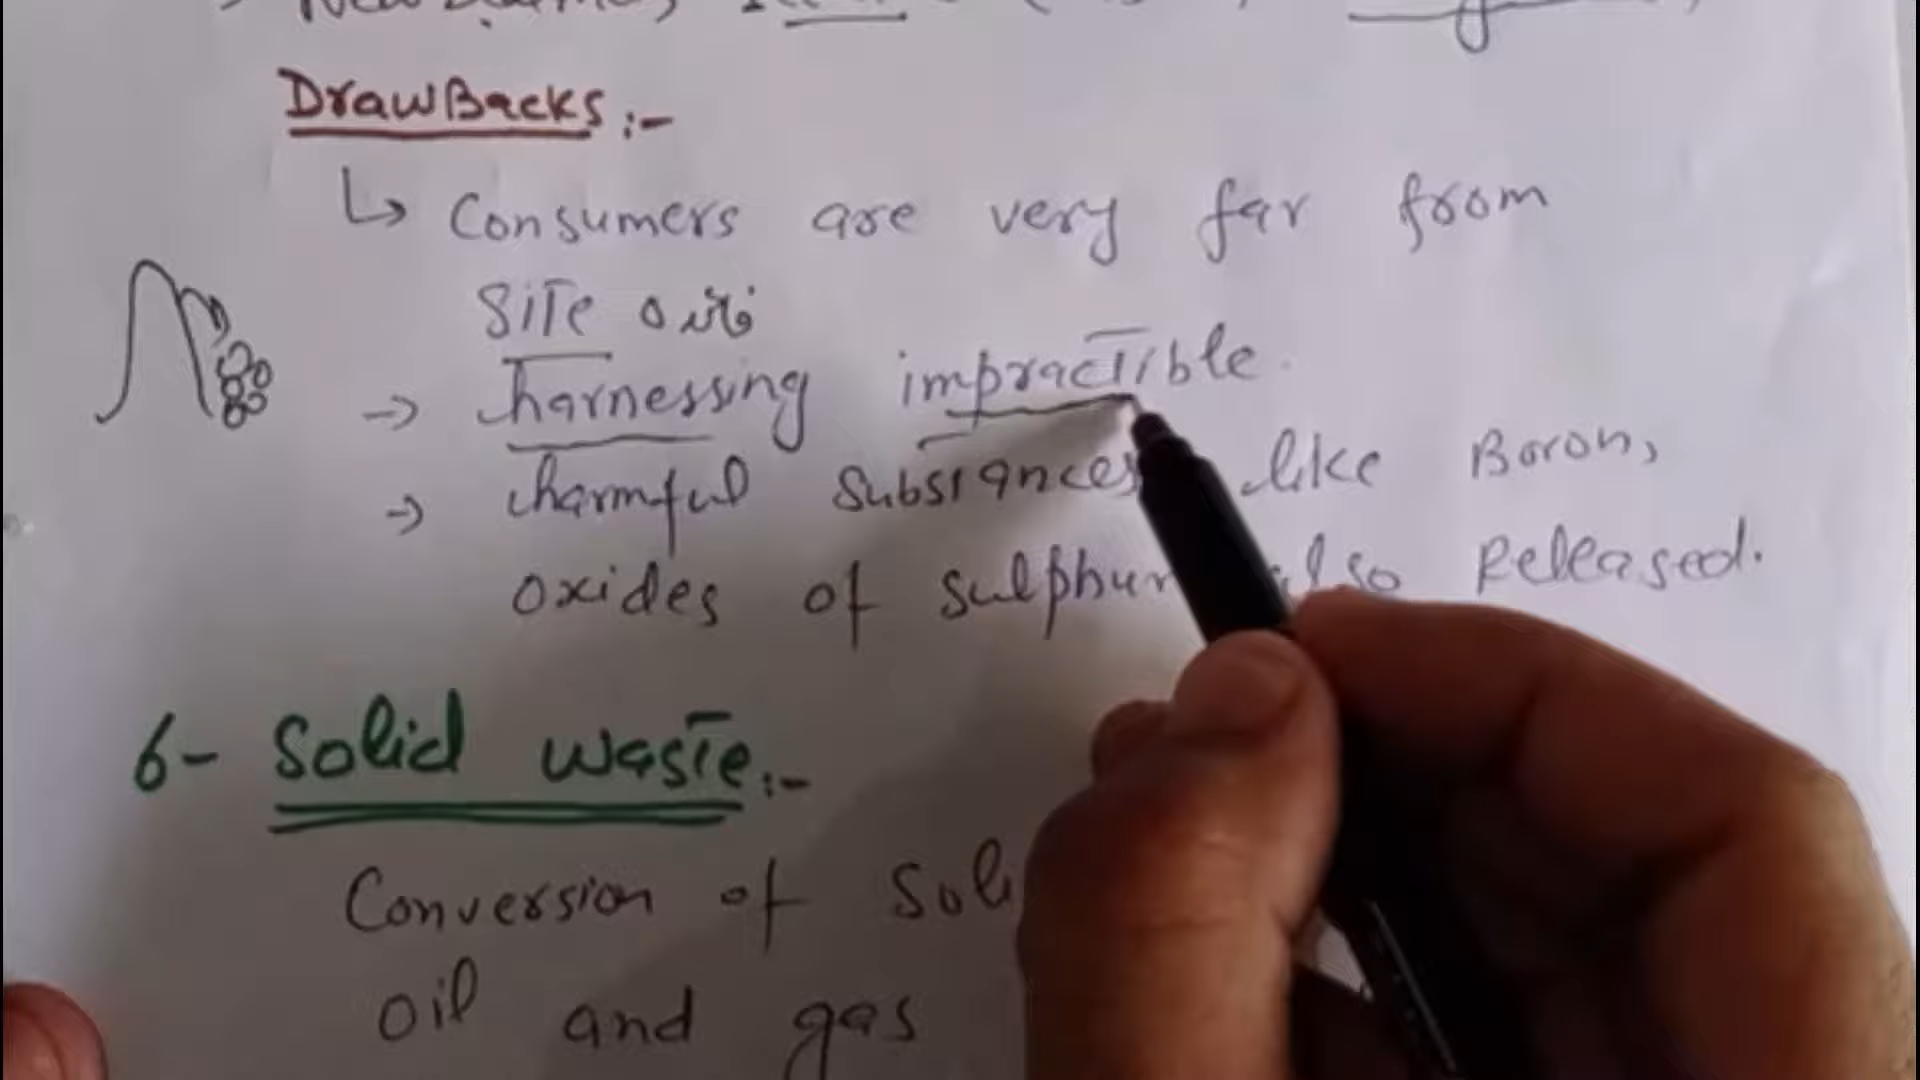 DrawBacks :-
↳ Consumers are very far from
site
→ harnessing impractible.
→ harmful substances like Boron,
oxides of sulphur also released.
6- Solid waste :-
Conversion of Soli
oil and gas